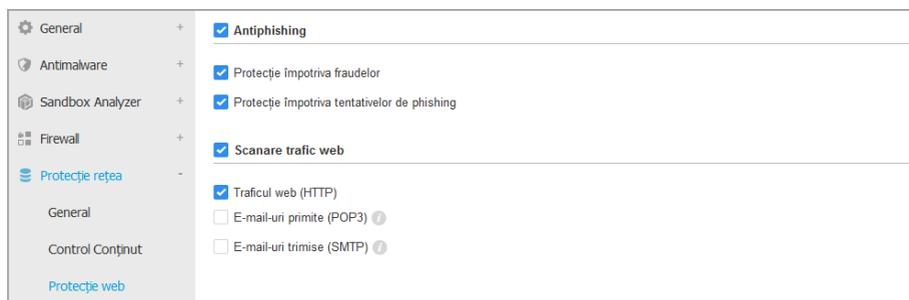 General +
Antimalware +
Sandbox Analyzer +
Firewall +
Protecție rețea -
General
Control Conținut
Protecție web
Antiphishing
Protecție împotriva fraudelor
Protecție împotriva tentativelor de phishing
Scanare trafic web
Traficul web (HTTP)
E-mail-uri primite (POP3) i
E-mail-uri trimise (SMTP) i